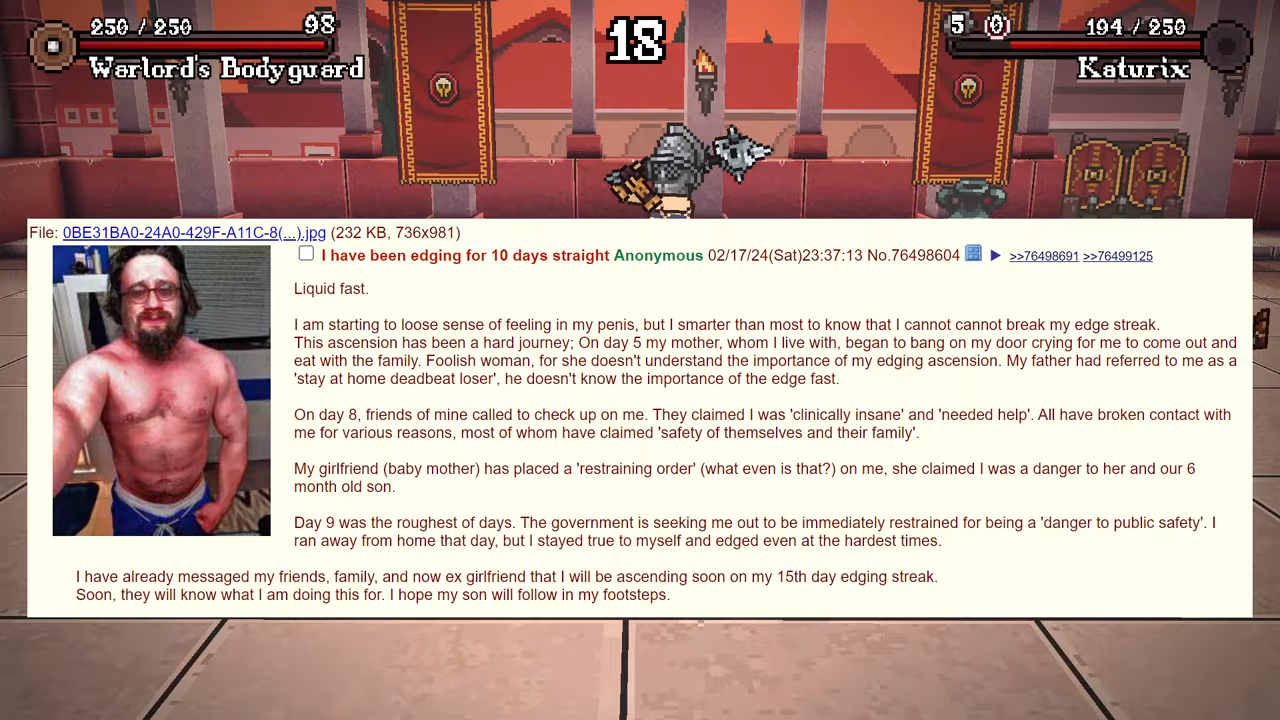 250 / 250 98 18 5 (0) 194 / 250
Warlord's Bodyguard Katurix
File: 0BE31BA0-24A0-429F-A11C-8(...).jpg (232 KB, 736x981)
I have been edging for 10 days straight Anonymous 02/17/24(Sat)23:37:13 No.76498604 ▶ >>76498691 >>76499125
Liquid fast.
I am starting to loose sense of feeling in my penis, but I smarter than most to know that I cannot cannot break my edge streak.
This ascension has been a hard journey; On day 5 my mother, whom I live with, began to bang on my door crying for me to come out and
eat with the family. Foolish woman, for she doesn't understand the importance of my edging ascension. My father had referred to me as a
'stay at home deadbeat loser', he doesn't know the importance of the edge fast.
On day 8, friends of mine called to check up on me. They claimed I was 'clinically insane' and 'needed help'. All have broken contact with
me for various reasons, most of whom have claimed 'safety of themselves and their family'.
My girlfriend (baby mother) has placed a 'restraining order' (what even is that?) on me, she claimed I was a danger to her and our 6
month old son.
Day 9 was the roughest of days. The government is seeking me out to be immediately restrained for being a 'danger to public safety'. I
ran away from home that day, but I stayed true to myself and edged even at the hardest times.
I have already messaged my friends, family, and now ex girlfriend that I will be ascending soon on my 15th day edging streak.
Soon, they will know what I am doing this for. I hope my son will follow in my footsteps.